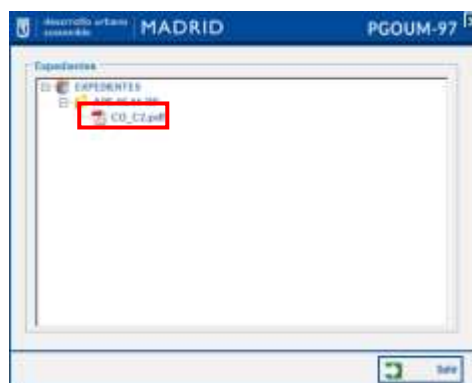 desarrollo urbano
sostenible
MADRID
PGOUM-97
Expedientes
EXPEDIENTES
CO_C2.pdf
Salir